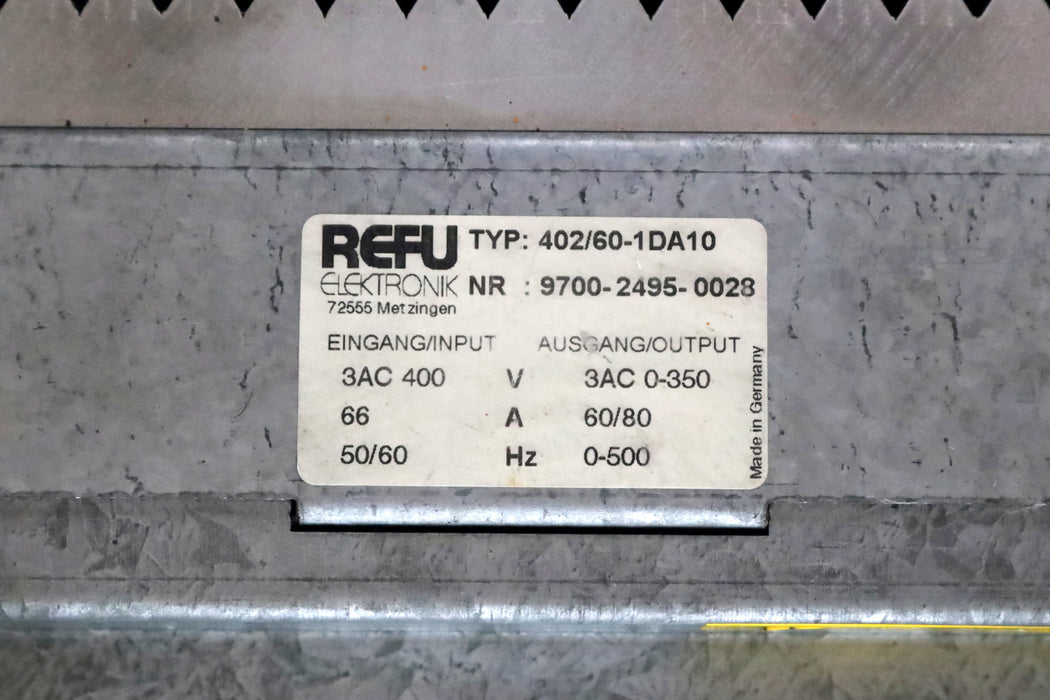 REFU TYP: 402/60-1DA10
ELEKTRONIK NR : 9700-2495-0028
72555 Metzingen
EINGANG/INPUT AUSGANG/OUTPUT
3AC 400 V 3AC 0-350
66 A 60/80
50/60 Hz 0-500
Made in Germany